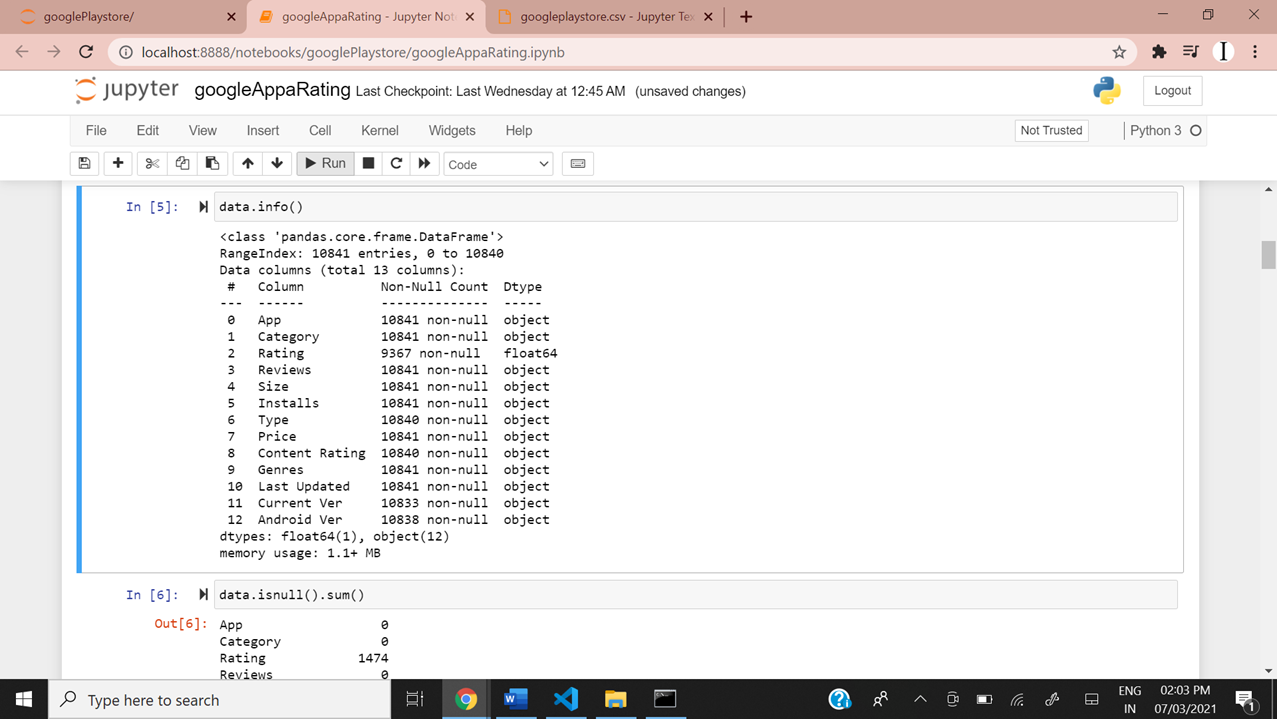 googlePlaystore/
googleAppaRating - Jupyter Not
googleplaystore.csv - Jupyter Tex
localhost:8888/notebooks/googlePlaystore/googleAppaRating.ipynb
I
jupyter googleAppaRating Last Checkpoint: Last Wednesday at 12:45 AM (unsaved changes)
Logout
File Edit View Insert Cell Kernel Widgets Help
Not Trusted
Python 3
Run
Code
In [5]: data.info()
<class 'pandas.core.frame.DataFrame'>
RangeIndex: 10841 entries, 0 to 10840
Data columns (total 13 columns):
 #   Column          Non-Null Count  Dtype
---  ------          --------------  -----
 0   App             10841 non-null  object
 1   Category        10841 non-null  object
 2   Rating          9367 non-null   float64
 3   Reviews         10841 non-null  object
 4   Size            10841 non-null  object
 5   Installs        10841 non-null  object
 6   Type            10840 non-null  object
 7   Price           10841 non-null  object
 8   Content Rating  10840 non-null  object
 9   Genres          10841 non-null  object
 10  Last Updated    10841 non-null  object
 11  Current Ver     10833 non-null  object
 12  Android Ver     10838 non-null  object
dtypes: float64(1), object(12)
memory usage: 1.1+ MB
In [6]: data.isnull().sum()
Out[6]: App 0
Category 0
Rating 1474
Reviews 0
Type here to search
ENG
IN
02:03 PM
07/03/2021
1